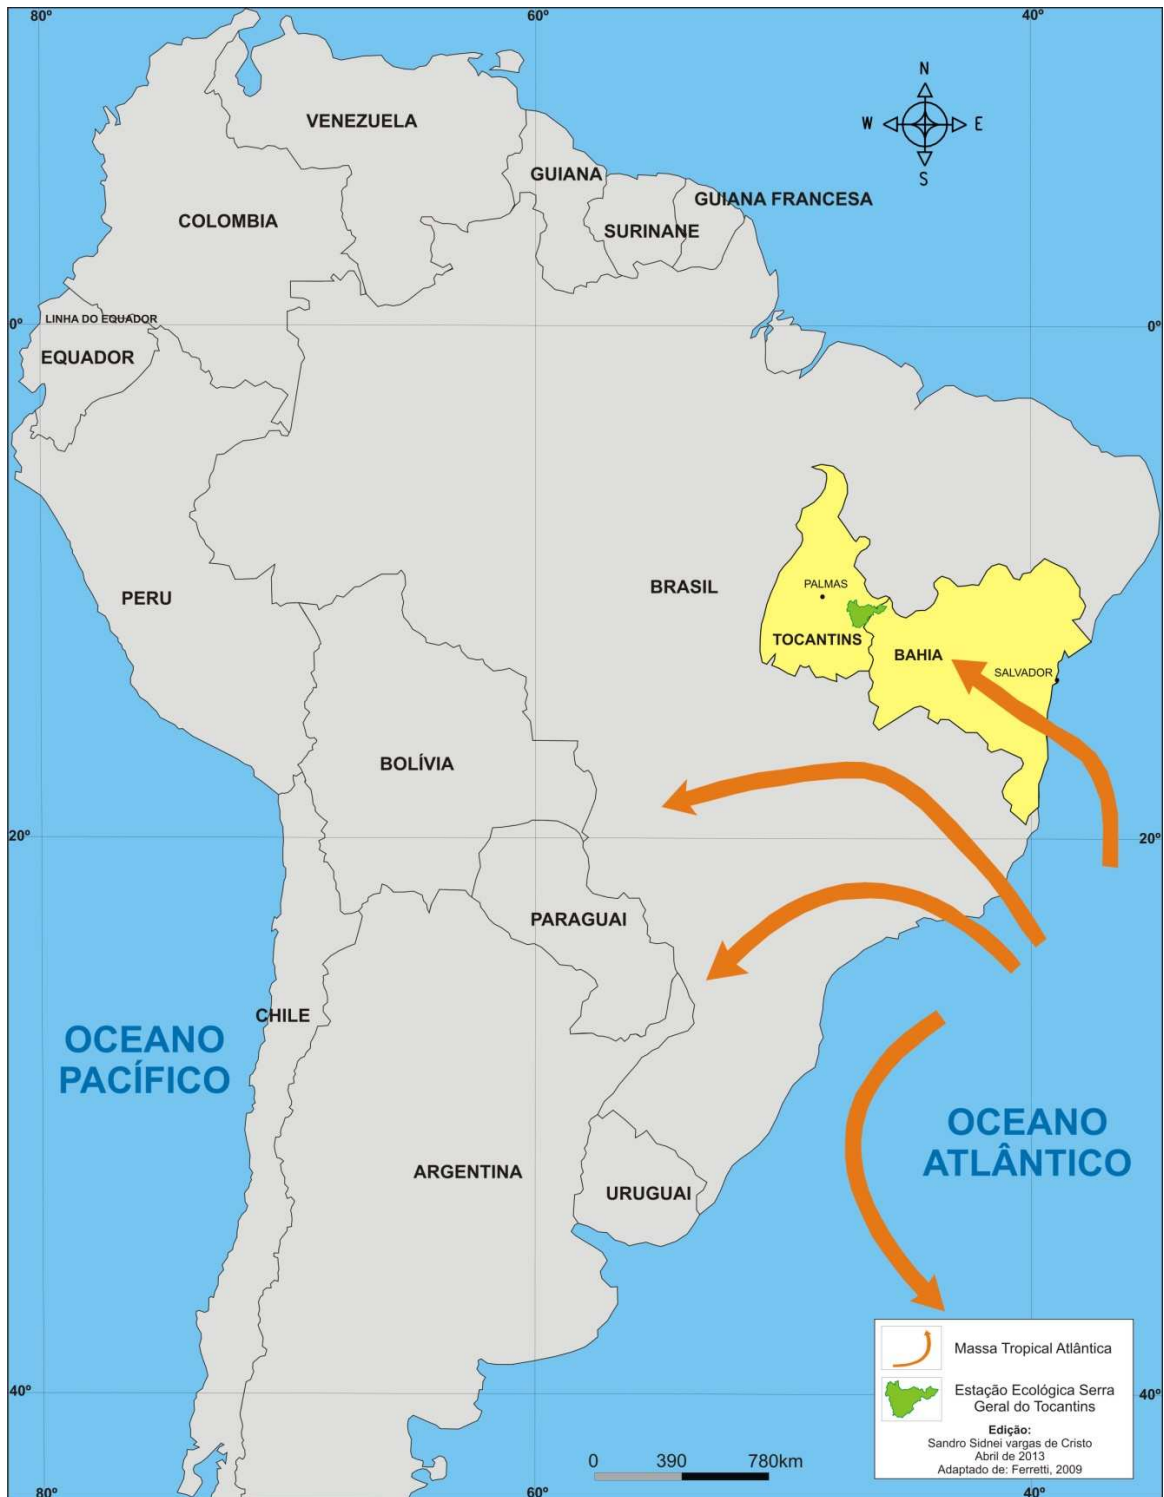 80º 60º 40º
N
W E
S
VENEZUELA
GUIANA
GUIANA FRANCESA
COLOMBIA
SURINANE
LINHA DO EQUADOR
0º 0º
EQUADOR
PALMAS
BRASIL
PERU
TOCANTINS
BAHIA
SALVADOR
BOLÍVIA
20º 20º
PARAGUAI
CHILE
OCEANO
PACÍFICO
OCEANO
ATLÂNTICO
ARGENTINA
URUGUAI
Massa Tropical Atlântica
40º 40º
Estação Ecológica Serra
Geral do Tocantins
Edição:
Sandro Sidnei vargas de Cristo
Abril de 2013
Adaptado de: Ferretti, 2009
0 390 780km
80º 60º 40º